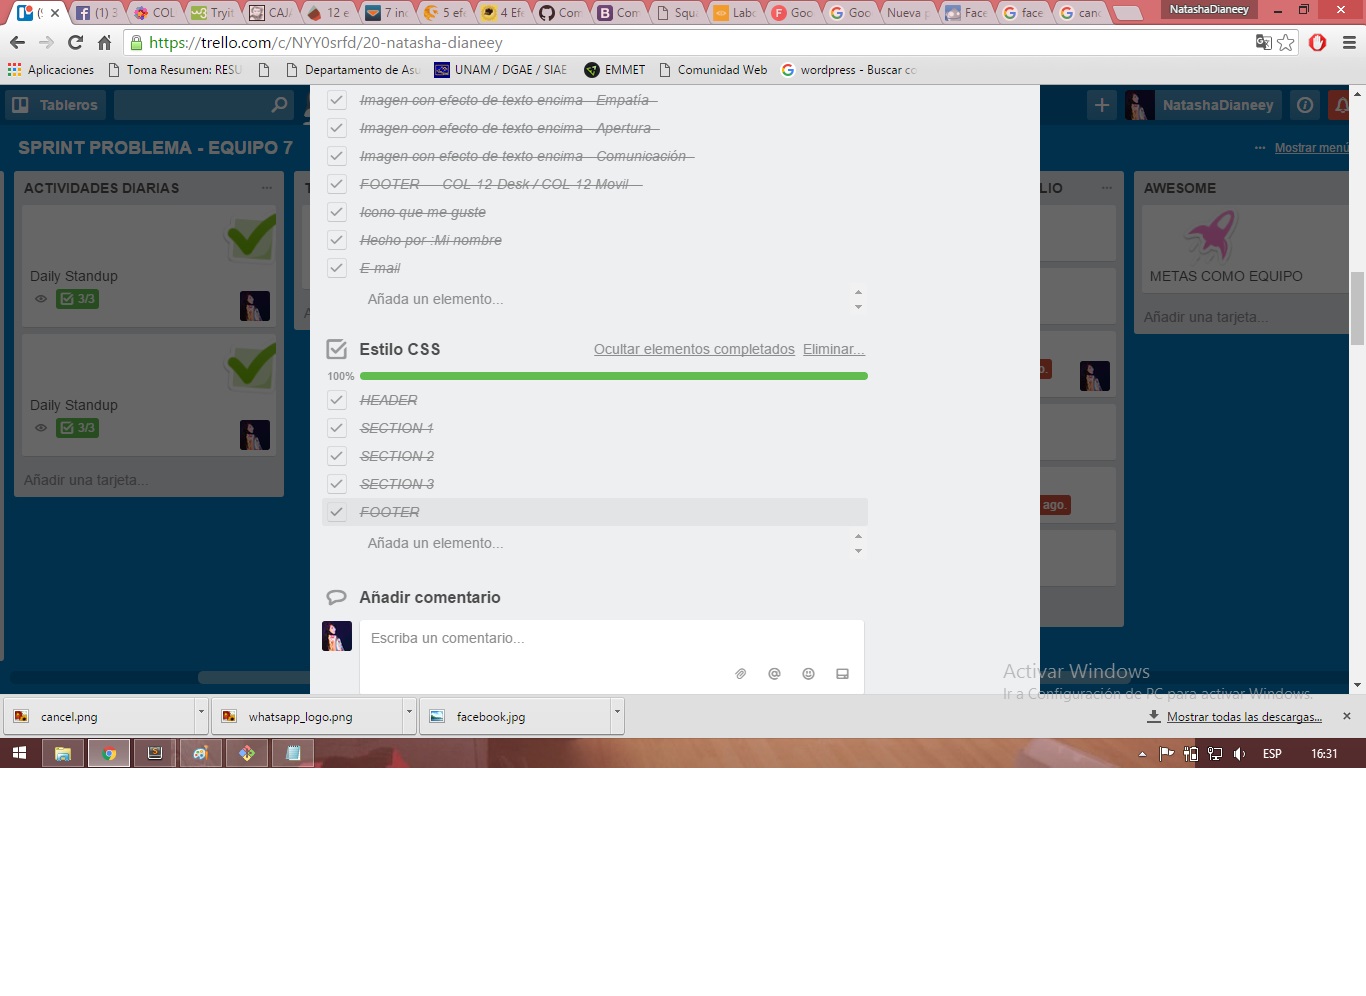 NatashaDianeey
(1) 3
COL
Tryit
CAJA
12 e
7 inc
5 efe
4 Efe
Com
Com
Squa
Labo
Goo
Goo
Nueva p
Face
face
canc
https://trello.com/c/NYY0srfd/20-natasha-dianeey
Aplicaciones
Toma Resumen: RESU
Departamento de Asu
UNAM / DGAE / SIAE
EMMET
Comunidad Web
wordpress - Buscar co
Tableros
NatashaDianeey
SPRINT PROBLEMA - EQUIPO 7
... Mostrar menú
ACTIVIDADES DIARIAS ...
Daily Standup
3/3
Daily Standup
3/3
Añadir una tarjeta...
Imagen con efecto de texto encima - Empatía
Imagen con efecto de texto encima - Apertura
Imagen con efecto de texto encima - Comunicación
FOOTER COL-12 Desk / COL-12 Movil
Icono que me guste
Hecho por :Mi nombre
E-mail
Añada un elemento...
Estilo CSS
Ocultar elementos completados Eliminar...
100%
HEADER
SECTION 1
SECTION 2
SECTION 3
FOOTER
Añada un elemento...
Añadir comentario
Escriba un comentario...
LIO ...
o.
ago.
AWESOME
METAS COMO EQUIPO
Añadir una tarjeta...
Activar Windows
Ir a Configuración de PC para activar Windows.
cancel.png
whatsapp_logo.png
facebook.jpg
Mostrar todas las descargas...
ESP
16:31